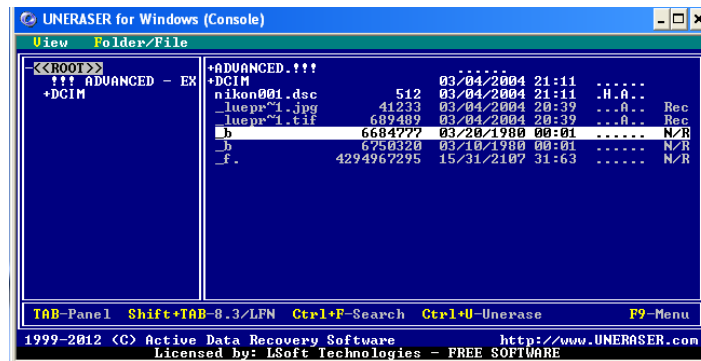 UNERASER for Windows (Console)
View Folder/File
-<<ROOT>>
!!! ADVANCED - EX
+DCIM
+ADVANCED.!!! ......
+DCIM 03/04/2004 21:11 ......
nikon001.dsc 512 03/04/2004 21:11 .H.A..
_luepr~1.jpg 41233 03/04/2004 20:39 ...A.. Rec
_luepr~1.tif 689489 03/04/2004 20:39 ...A.. Rec
_b 6684777 03/20/1980 00:01 ...... N/R
_b 6750320 03/10/1980 00:01 ...... N/R
_f. 4294967295 15/31/2107 31:63 ...... N/R
TAB-Panel Shift+TAB-8.3/LFN Ctrl+F-Search Ctrl+U-Unerase F9-Menu
1999-2012 (C) Active Data Recovery Software http://www.UNERASER.com
Licensed by: LSoft Technologies - FREE SOFTWARE